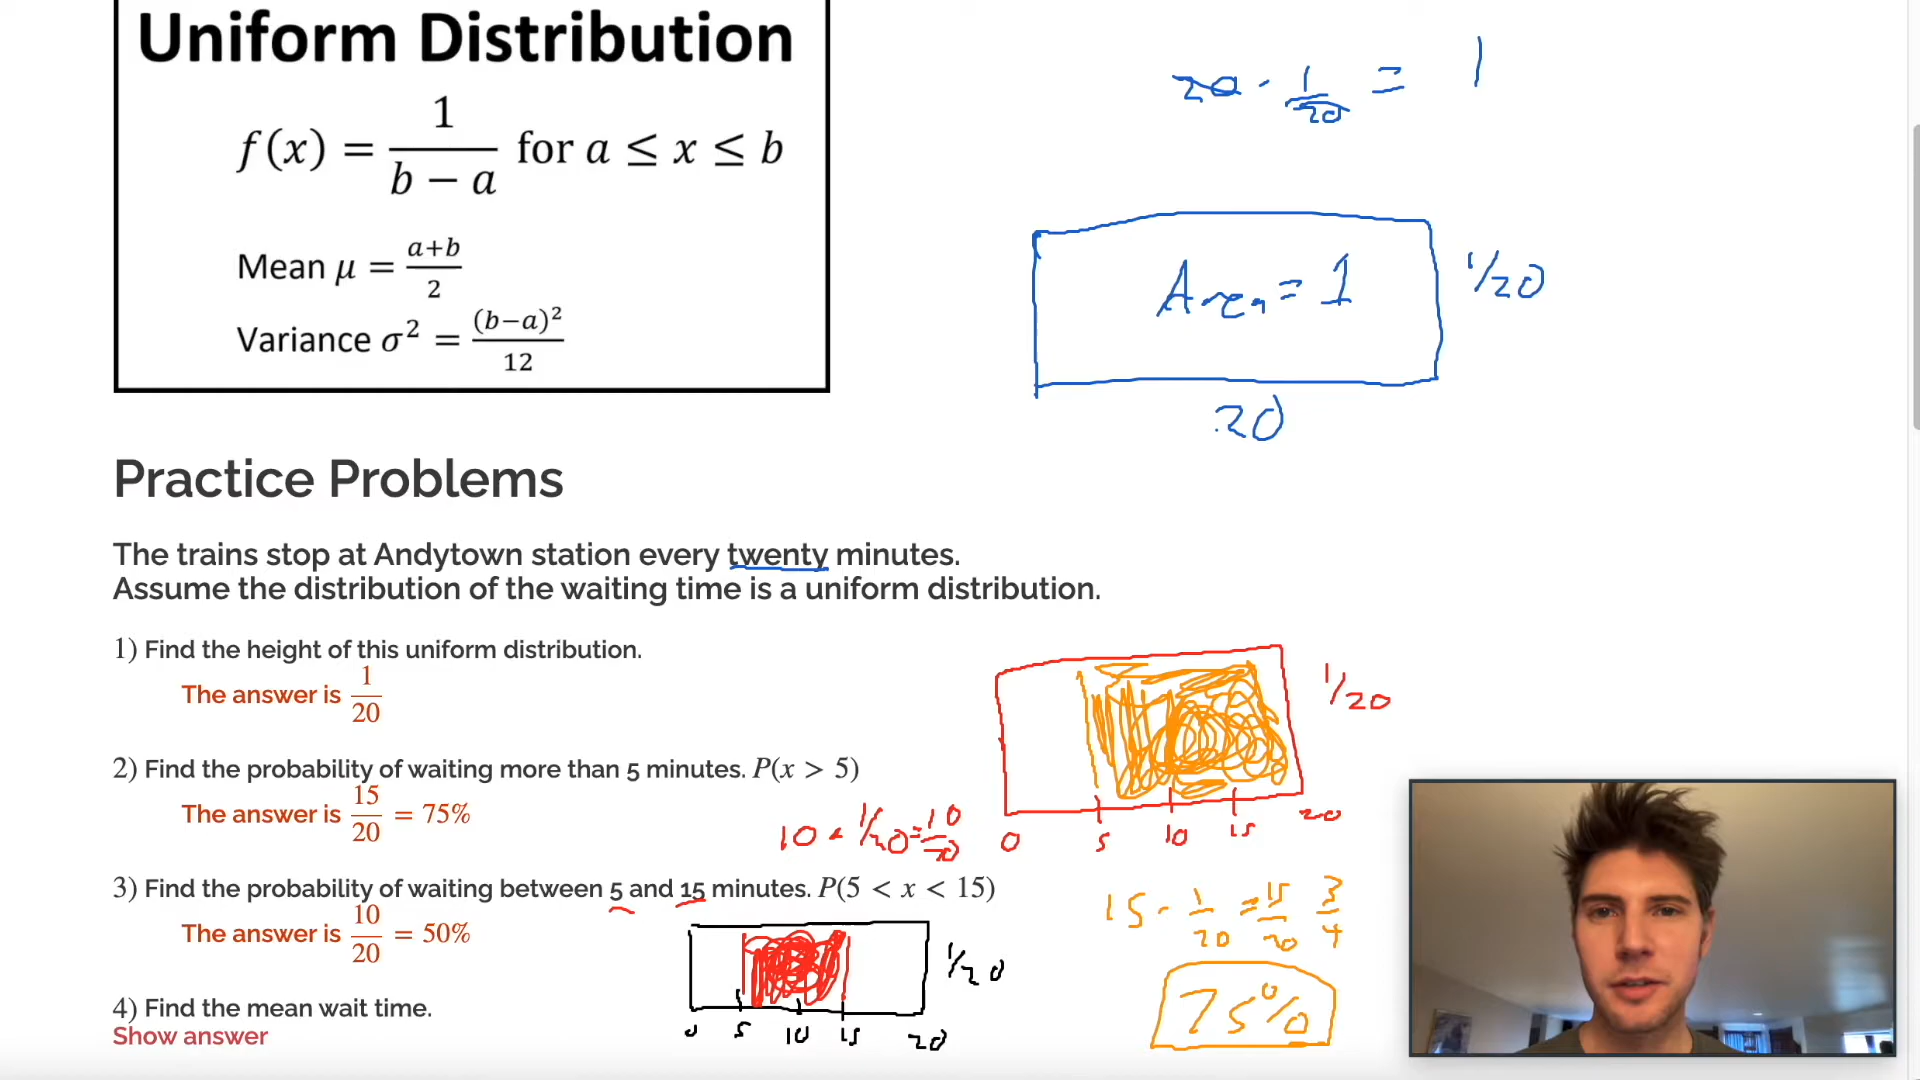 Uniform Distribution
f(x) = 1/(b − a) for a ≤ x ≤ b
Mean μ = (a+b)/2
Variance σ² = (b−a)²/12
20 · 1/20 = 1
Area = 1
1/20
20
Practice Problems
The trains stop at Andytown station every twenty minutes.
Assume the distribution of the waiting time is a uniform distribution.
1) Find the height of this uniform distribution.
The answer is 1/20
1/20
0 5 10 15 20
2) Find the probability of waiting more than 5 minutes. P(x > 5)
The answer is 15/20 = 75%
10 · 1/20 = 10/20
3) Find the probability of waiting between 5 and 15 minutes. P(5 < x < 15)
The answer is 10/20 = 50%
15 · 1/20 = 15/20 3/4
75%
1/20
0 5 10 15 20
4) Find the mean wait time.
Show answer